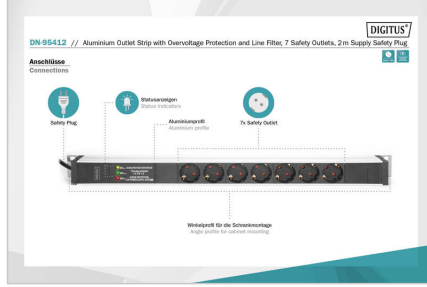 DIGITUS®
DN-95412 // Aluminium Outlet Strip with Overvoltage Protection and Line Filter, 7 Safety Outlets, 2 m Supply Safety Plug
Anschlüsse
Connections
Statusanzeigen
Status indicators
Safety Plug
Aluminiumprofil
Aluminium profile
7x Safety Outlet
Winkelprofil für die Schrankmontage
Angle profile for cabinet mounting